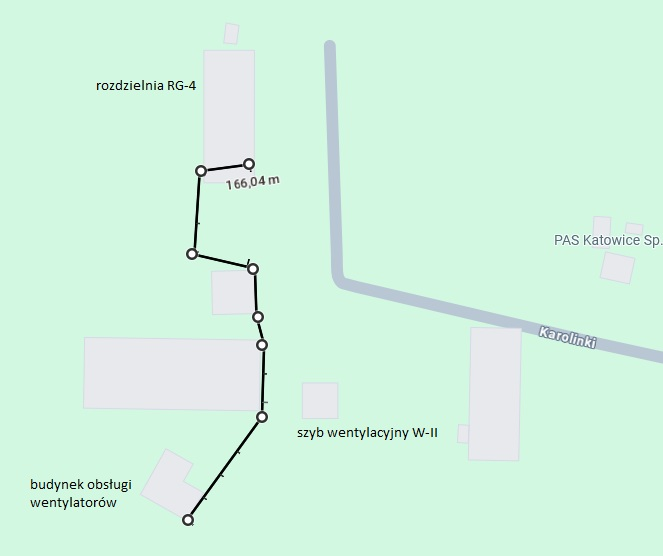 rozdzielnia RG-4
166,04 m
PAS Katowice Sp.
Karolinki
szyb wentylacyjny W-II
budynek obsługi
wentylatorów